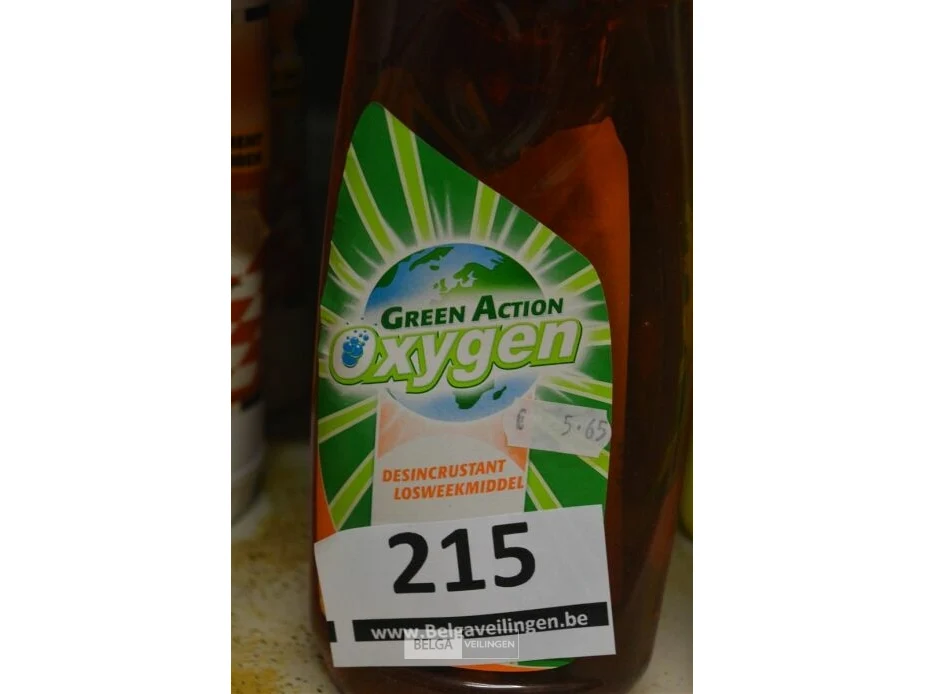 GREEN ACTION
Oxygen
€ 5.65
DESINCRUSTANT
LOSWEEKMIDDEL
215
www.Belgaveilingen.be
BELGA VEILINGEN